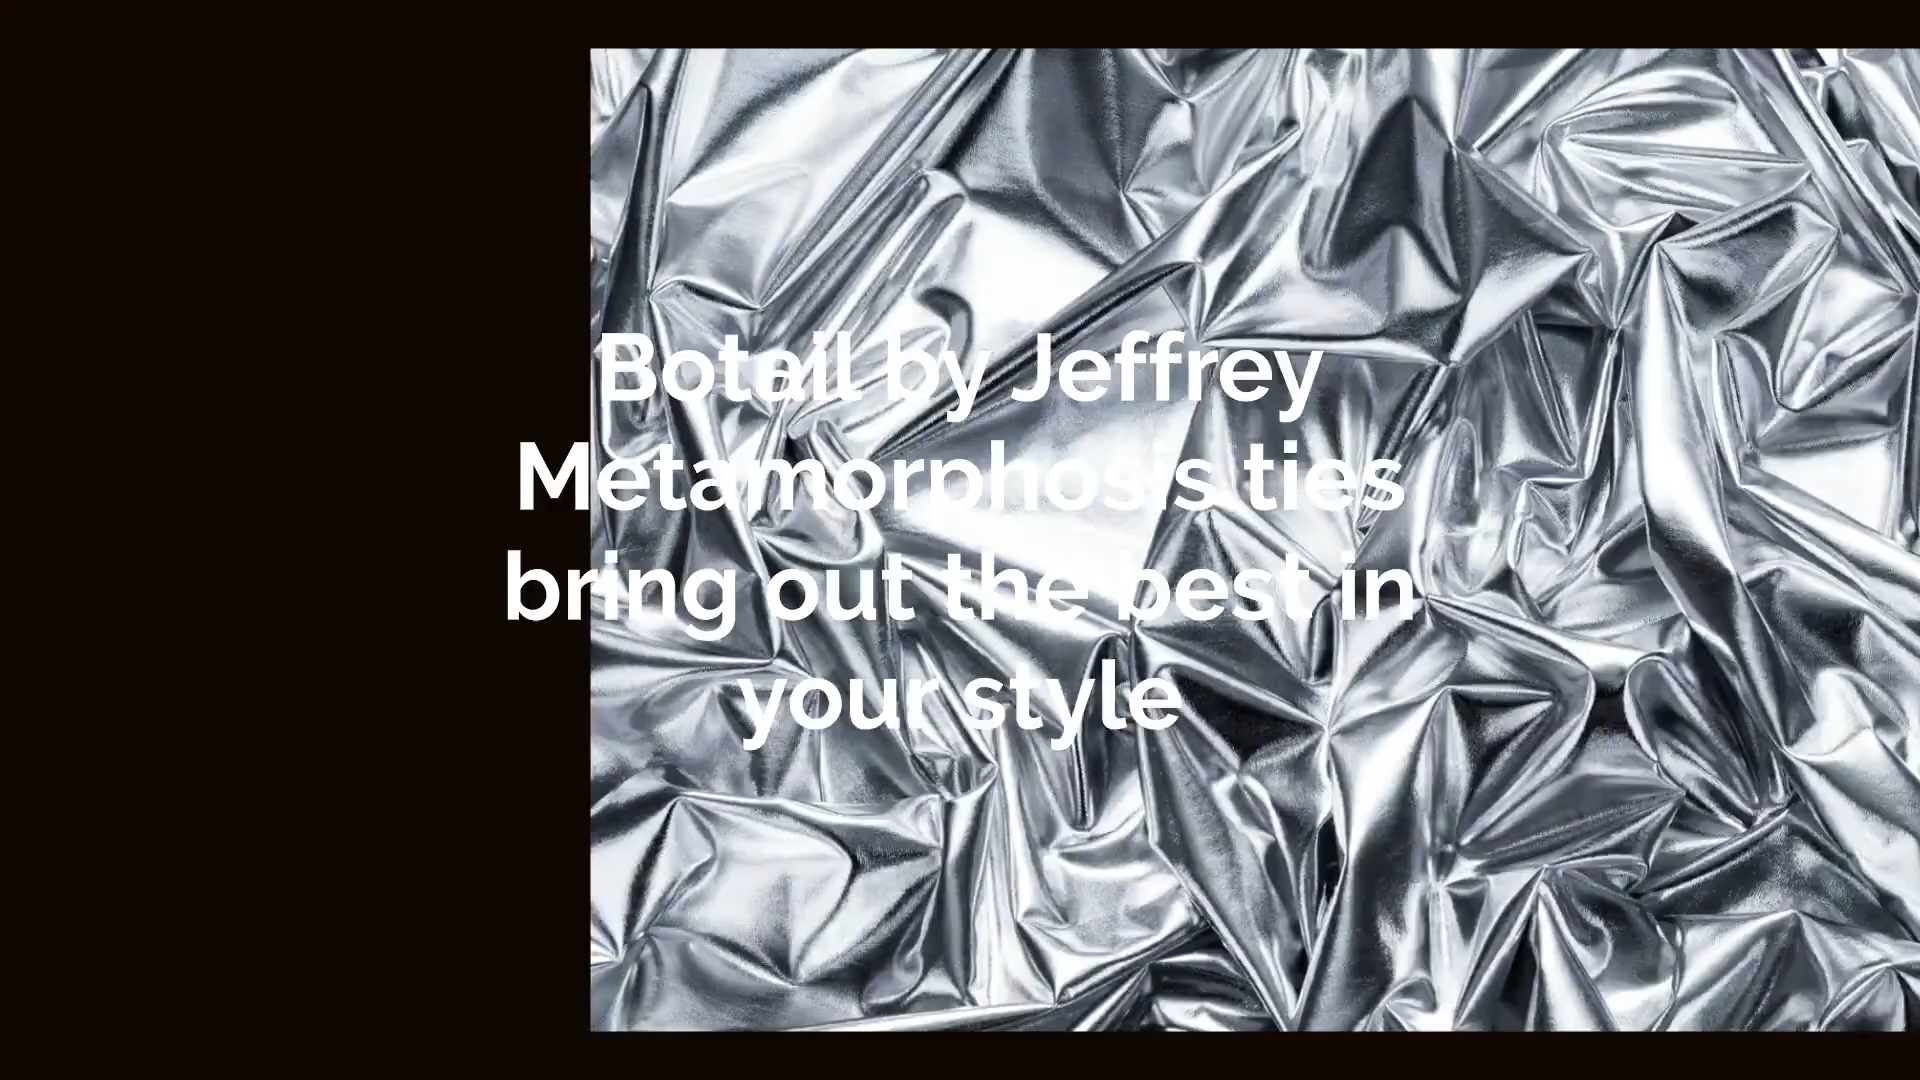 Botail by Jeffrey
Metamorphosis ties
bring out the best in
your style